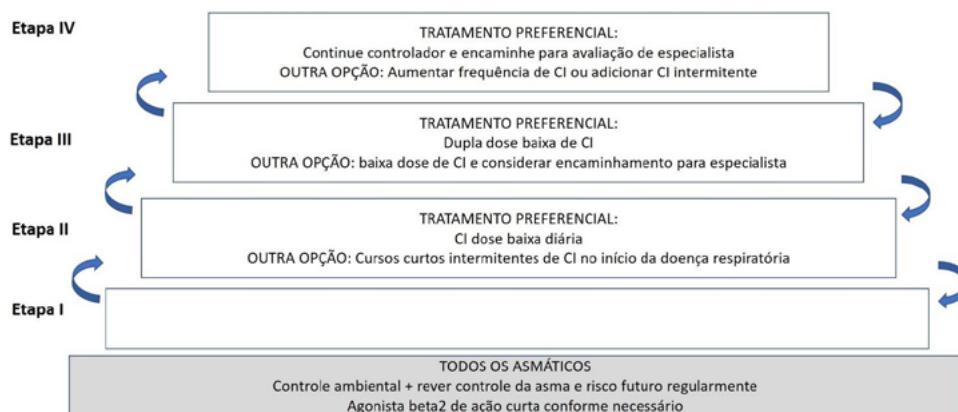 Etapa IV
TRATAMENTO PREFERENCIAL:
Continue controlador e encaminhe para avaliação de especialista
OUTRA OPÇÃO: Aumentar frequência de CI ou adicionar CI intermitente
Etapa III
TRATAMENTO PREFERENCIAL:
Dupla dose baixa de CI
OUTRA OPÇÃO: baixa dose de CI e considerar encaminhamento para especialista
Etapa II
TRATAMENTO PREFERENCIAL:
CI dose baixa diária
OUTRA OPÇÃO: Cursos curtos intermitentes de CI no início da doença respiratória
Etapa I
TODOS OS ASMÁTICOS
Controle ambiental + rever controle da asma e risco futuro regularmente
Agonista beta2 de ação curta conforme necessário